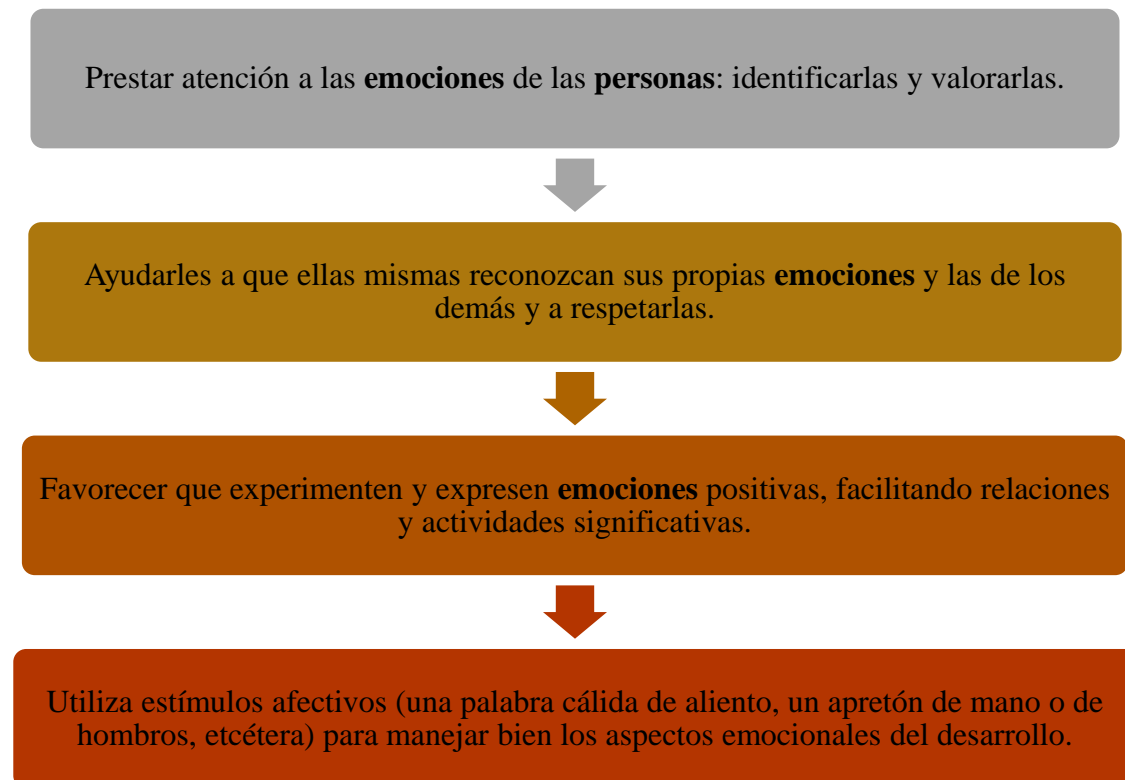 Prestar atención a las emociones de las personas: identificarlas y valorarlas.
Ayudarles a que ellas mismas reconozcan sus propias emociones y las de los
demás y a respetarlas.
Favorecer que experimenten y expresen emociones positivas, facilitando relaciones
y actividades significativas.
Utiliza estímulos afectivos (una palabra cálida de aliento, un apretón de mano o de
hombros, etcétera) para manejar bien los aspectos emocionales del desarrollo.